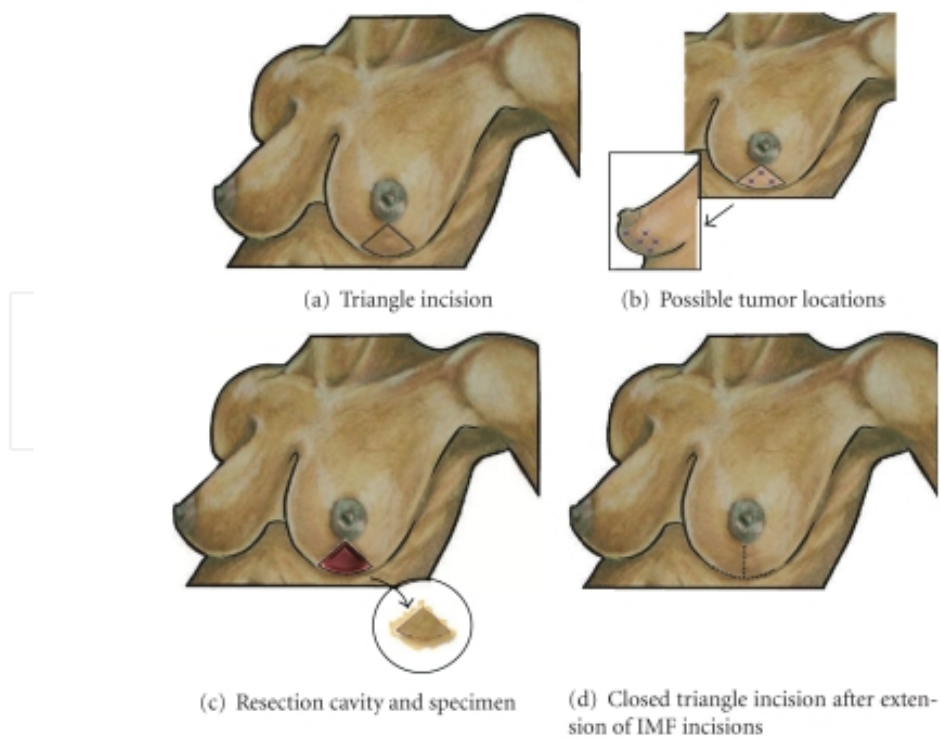 (a) Triangle incision
(b) Possible tumor locations
(c) Resection cavity and specimen
(d) Closed triangle incision after exten-
sion of IMF incisions